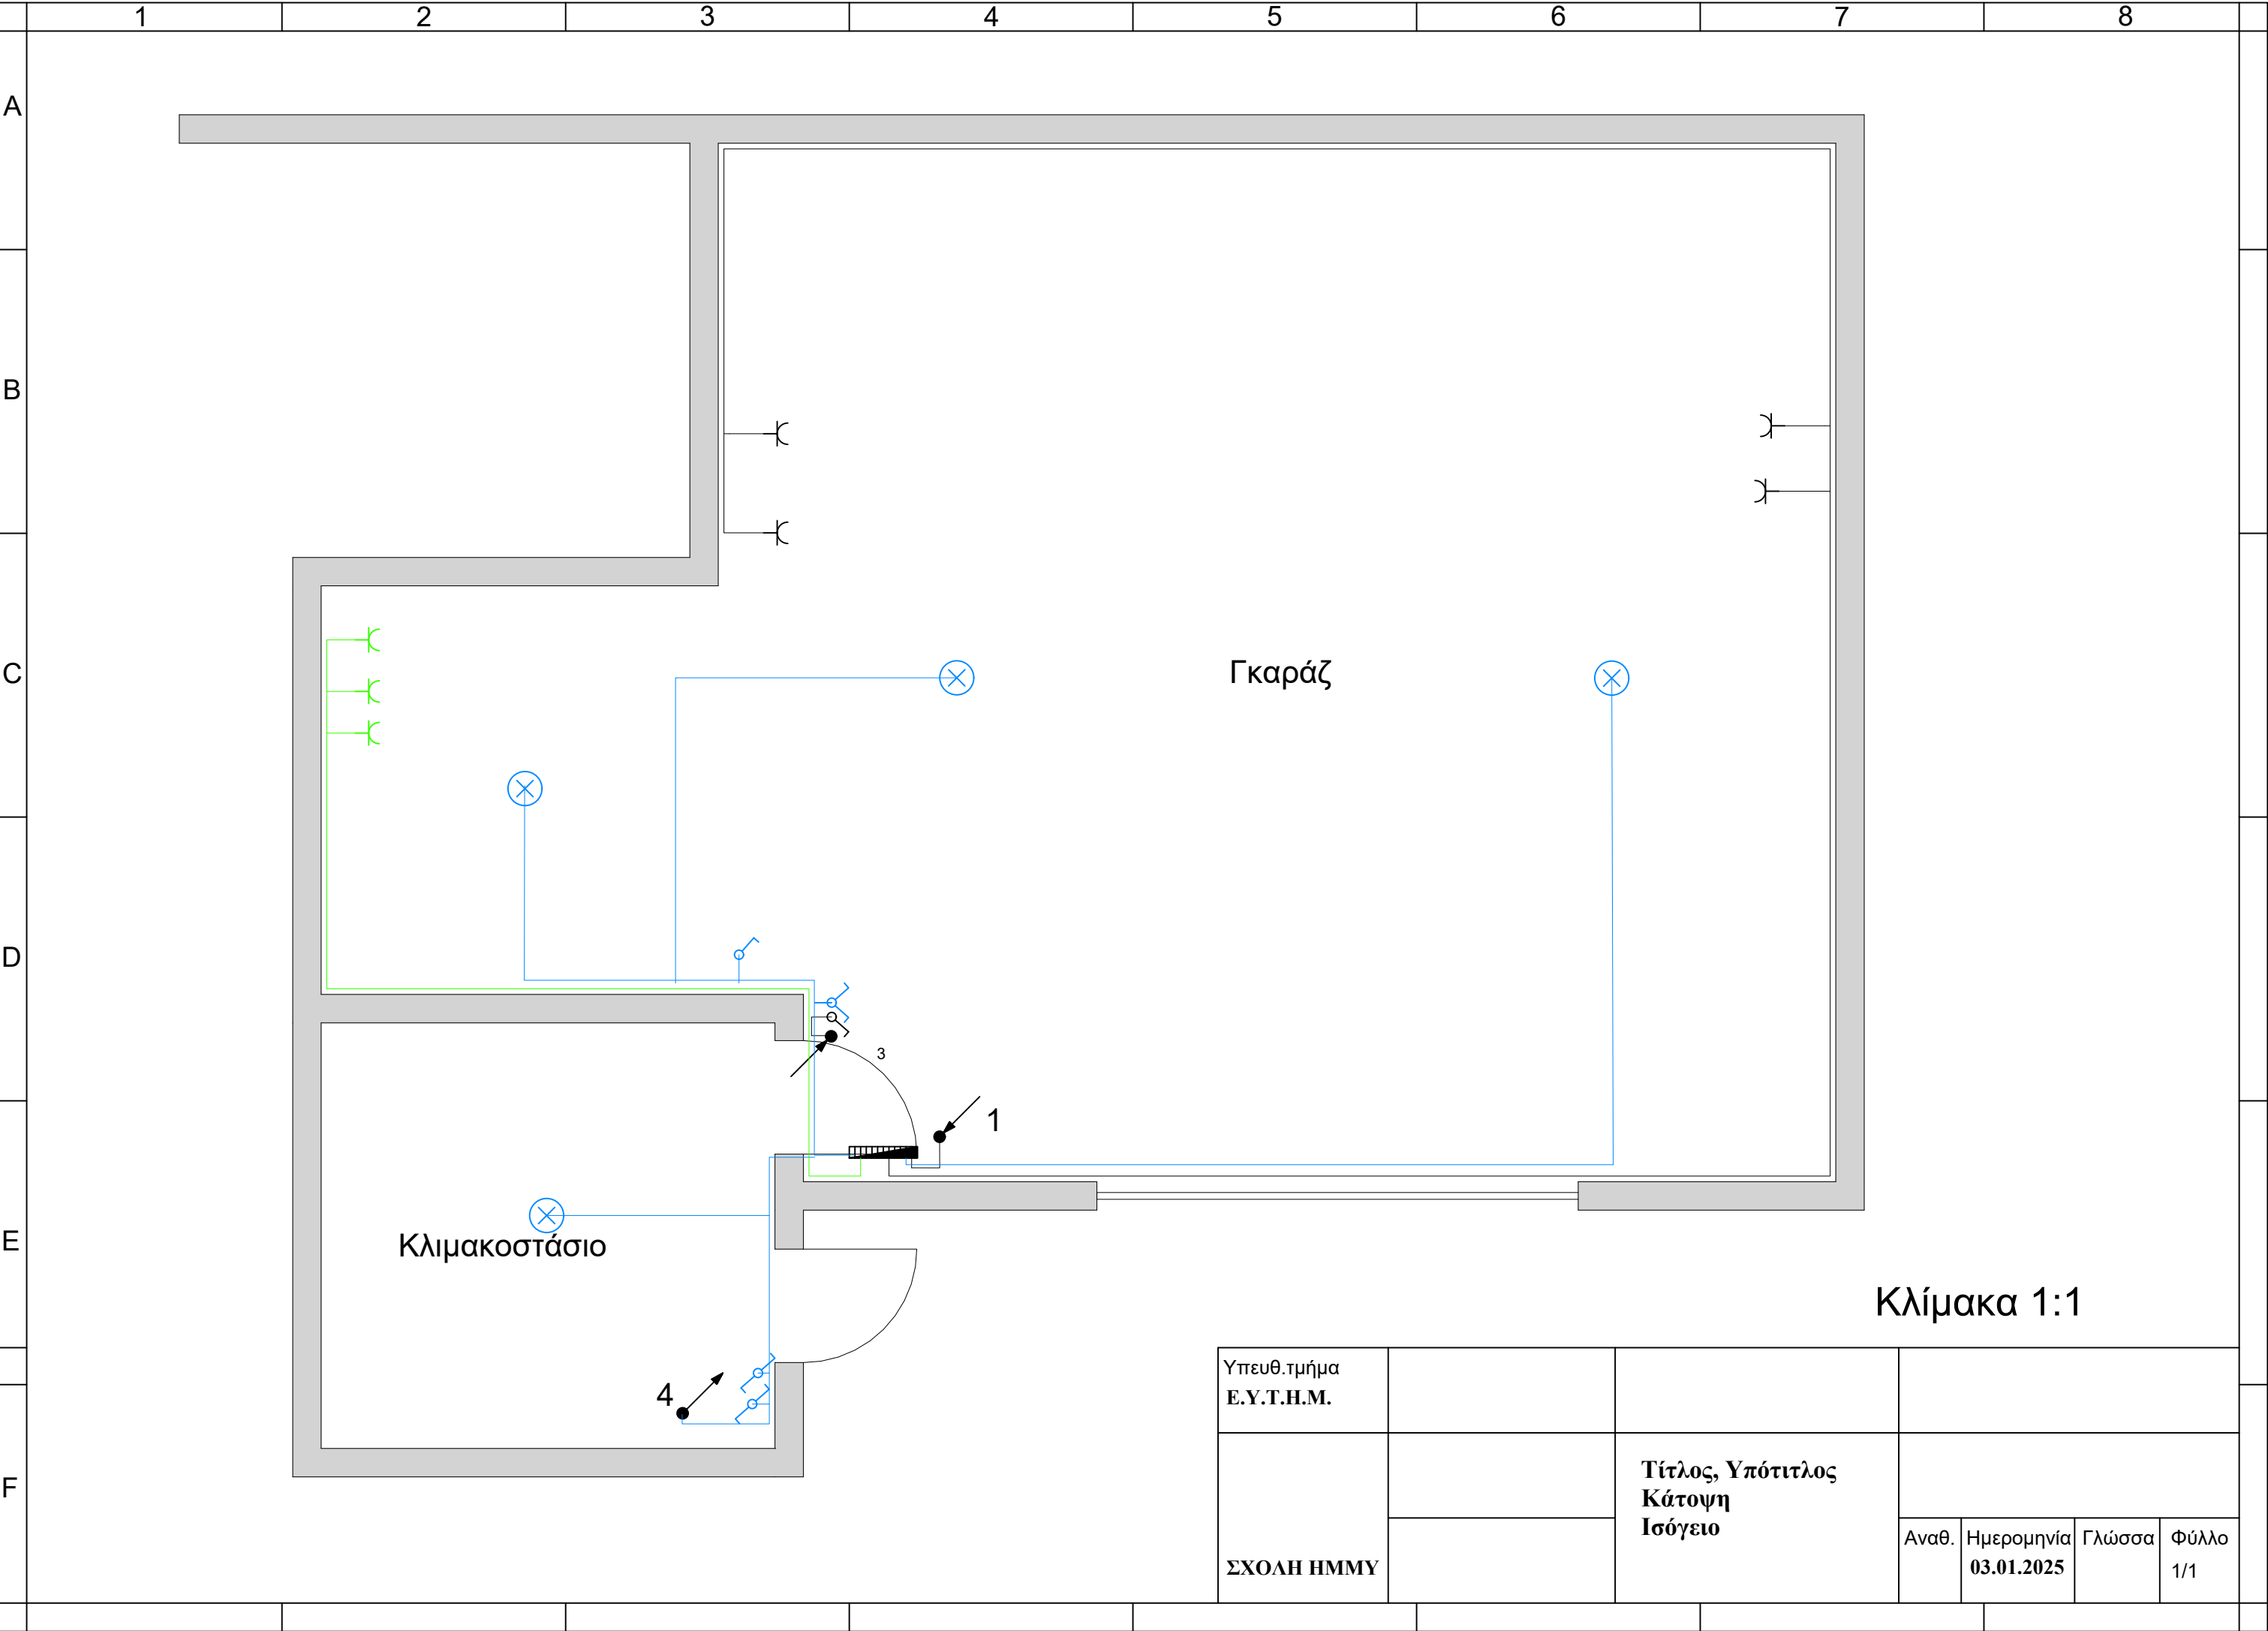 1 2 3 4 5 6 7 8
A
B
C
D
E
F
Γκαράζ
3
1
Κλιμακοστάσιο
4
Κλίμακα 1:1
Υπευθ.τμήμα
Ε.Υ.Τ.Η.Μ.
ΣΧΟΛΗ ΗΜΜΥ
Τίτλος, Υπότιτλος
Κάτοψη
Ισόγειο
Αναθ. Ημερομηνία Γλώσσα Φύλλο
03.01.2025 1/1